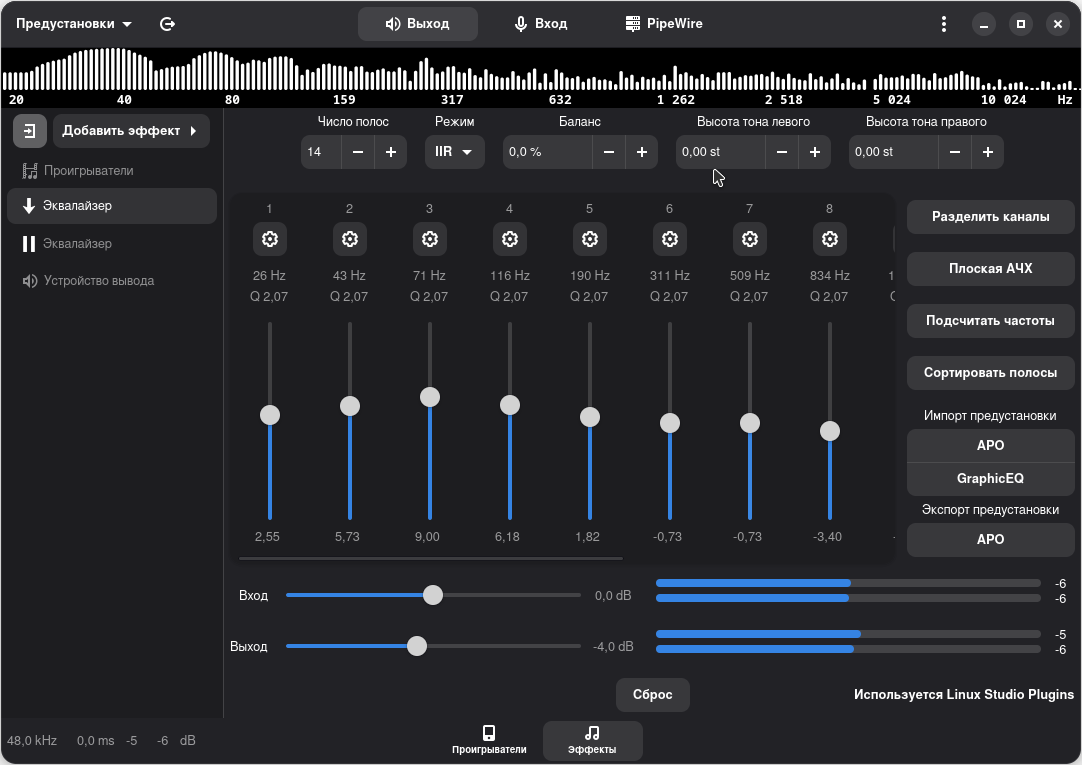 Предустановки
Выход
Вход
PipeWire
20 40 80 159 317 632 1 262 2 518 5 024 10 024 Hz
Добавить эффект
Проигрыватели
Эквалайзер
Эквалайзер
Устройство вывода
Число полос Режим Баланс Высота тона левого Высота тона правого
14 IIR 0,0 % 0,00 st 0,00 st
1 2 3 4 5 6 7 8
26 Hz 43 Hz 71 Hz 116 Hz 190 Hz 311 Hz 509 Hz 834 Hz
Q 2,07 Q 2,07 Q 2,07 Q 2,07 Q 2,07 Q 2,07 Q 2,07 Q 2,07
2,55 5,73 9,00 6,18 1,82 -0,73 -0,73 -3,40
Разделить каналы
Плоская АЧХ
Подсчитать частоты
Сортировать полосы
Импорт предустановки
APO
GraphicEQ
Экспорт предустановки
APO
Вход 0,0 dB -6
-6
Выход -4,0 dB -5
-6
Сброс
Используется Linux Studio Plugins
48,0 kHz 0,0 ms -5 -6 dB
Проигрыватели
Эффекты